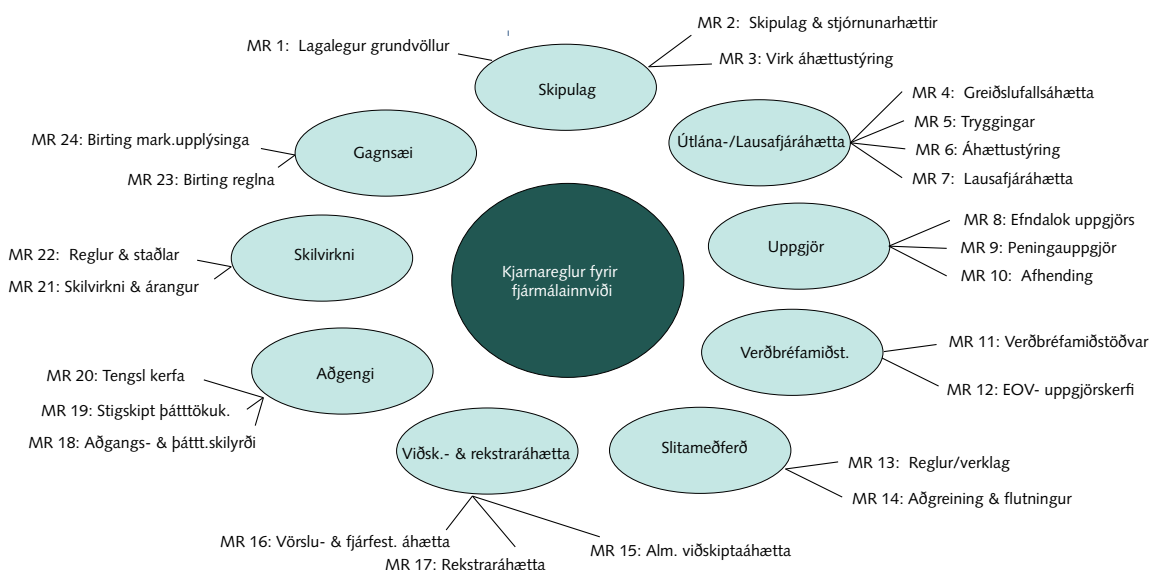 MR 1: Lagalegur grundvöllur
Skipulag
MR 2: Skipulag & stjórnunarhættir
MR 3: Virk áhættustýring
Útlána-/Lausafjáráhætta
MR 4: Greiðslufallsáhætta
MR 5: Tryggingar
MR 6: Áhættustýring
MR 7: Lausafjáráhætta
Uppgjör
MR 8: Efndalok uppgjörs
MR 9: Peningauppgjör
MR 10: Afhending
Verðbréfamiðst.
MR 11: Verðbréfamiðstöðvar
MR 12: EOV- uppgjörskerfi
Slitameðferð
MR 13: Reglur/verklag
MR 14: Aðgreining & flutningur
Viðsk.- & rekstraráhætta
MR 15: Alm. viðskiptaáhætta
MR 16: Vörslu- & fjárfest. áhætta
MR 17: Rekstraráhætta
Aðgengi
MR 20: Tengsl kerfa
MR 19: Stigskipt þátttökuk.
MR 18: Aðgangs- & þáttt.skilyrði
Skilvirkni
MR 22: Reglur & staðlar
MR 21: Skilvirkni & árangur
Gagnsæi
MR 24: Birting mark.upplýsinga
MR 23: Birting reglna
Kjarnareglur fyrir
fjármálainnviði